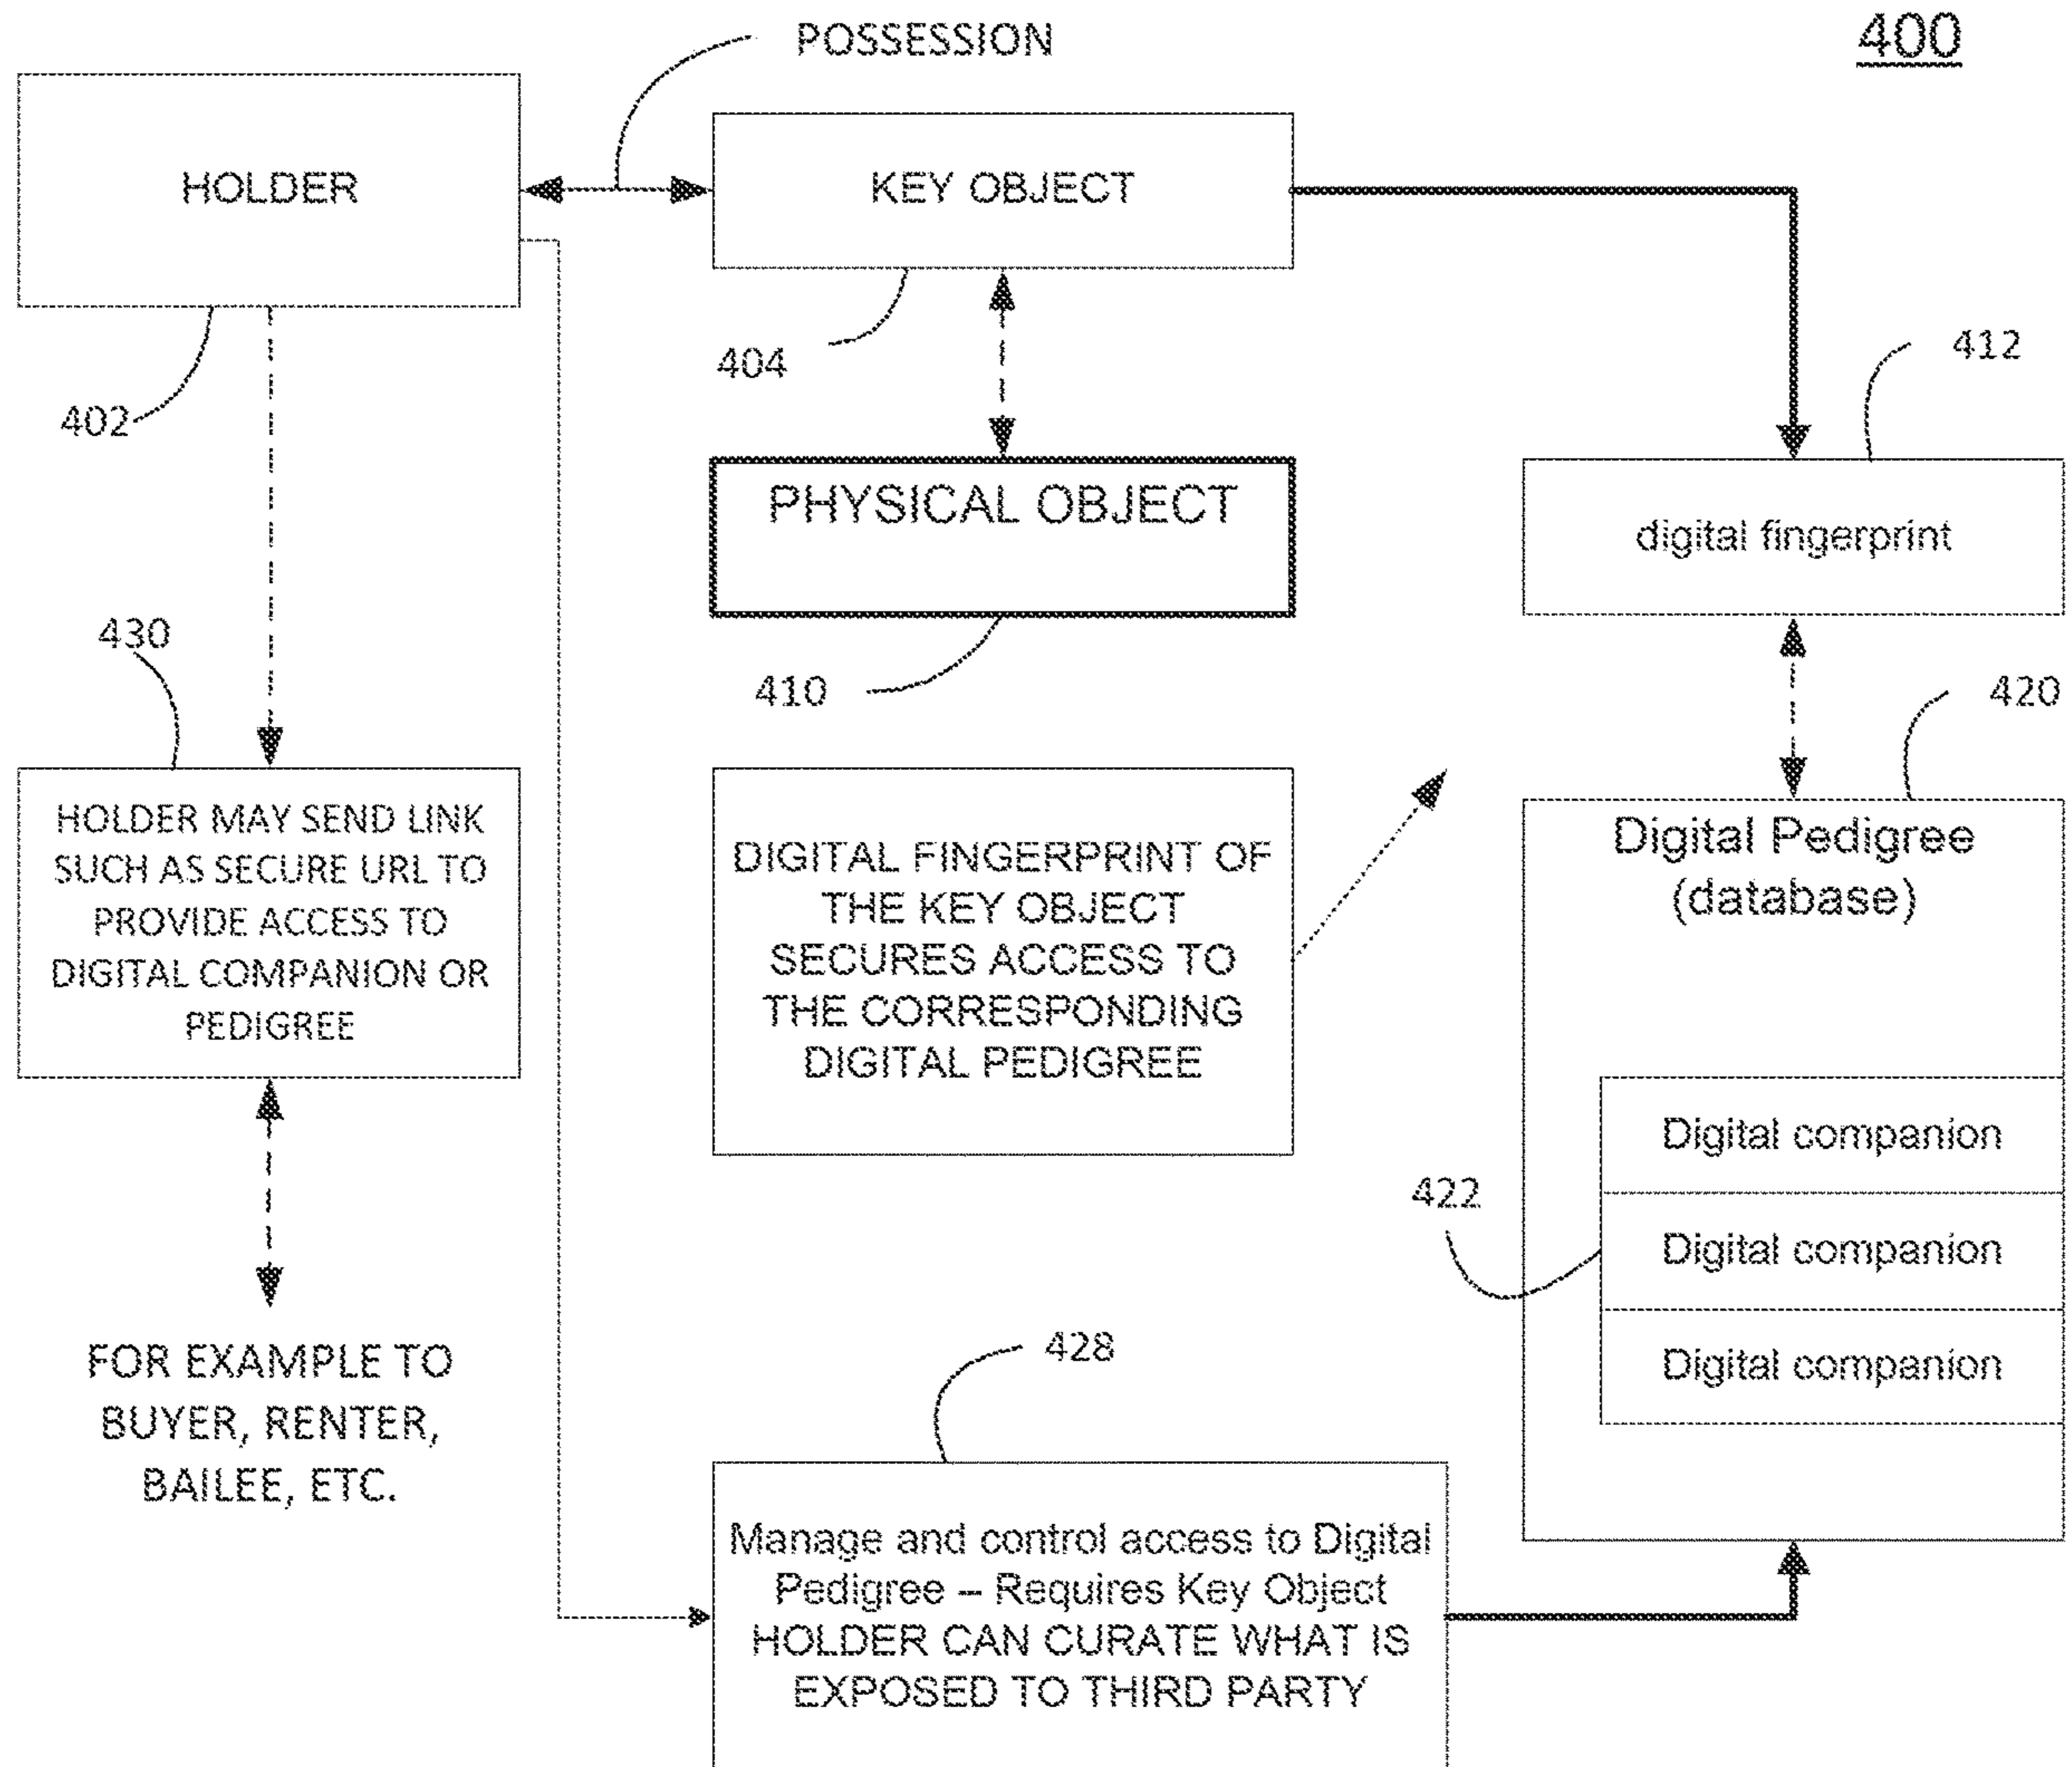 POSSESSION
400
HOLDER
KEY OBJECT
404
412
402
PHYSICAL OBJECT
digital fingerprint
430
410
420
HOLDER MAY SEND LINK
SUCH AS SECURE URL TO
PROVIDE ACCESS TO
DIGITAL COMPANION OR
PEDIGREE
DIGITAL FINGERPRINT OF
THE KEY OBJECT
SECURES ACCESS TO
THE CORRESPONDING
DIGITAL PEDIGREE
Digital Pedigree
(database)
Digital companion
422
Digital companion
Digital companion
FOR EXAMPLE TO
BUYER, RENTER,
BAILEE, ETC.
428
Manage and control access to Digital
Pedigree -- Requires Key Object
HOLDER CAN CURATE WHAT IS
EXPOSED TO THIRD PARTY